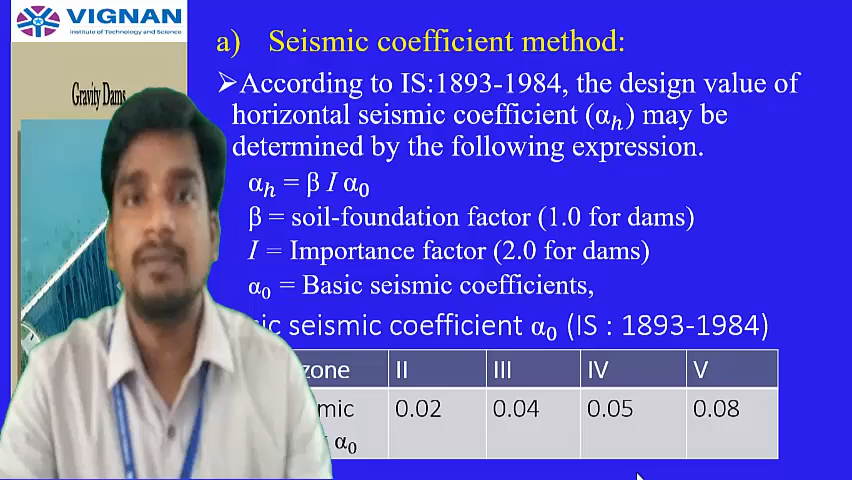 VIGNAN
Institute of Technology and Science
Gravity Dams
a) Seismic coefficient method:
➢According to IS:1893-1984, the design value of
horizontal seismic coefficient (αₕ) may be
determined by the following expression.
αₕ = β I α₀
β = soil-foundation factor (1.0 for dams)
I = Importance factor (2.0 for dams)
α₀ = Basic seismic coefficients,
seismic coefficient α₀ (IS : 1893-1984)
zone II III IV V
0.02 0.04 0.05 0.08
α₀